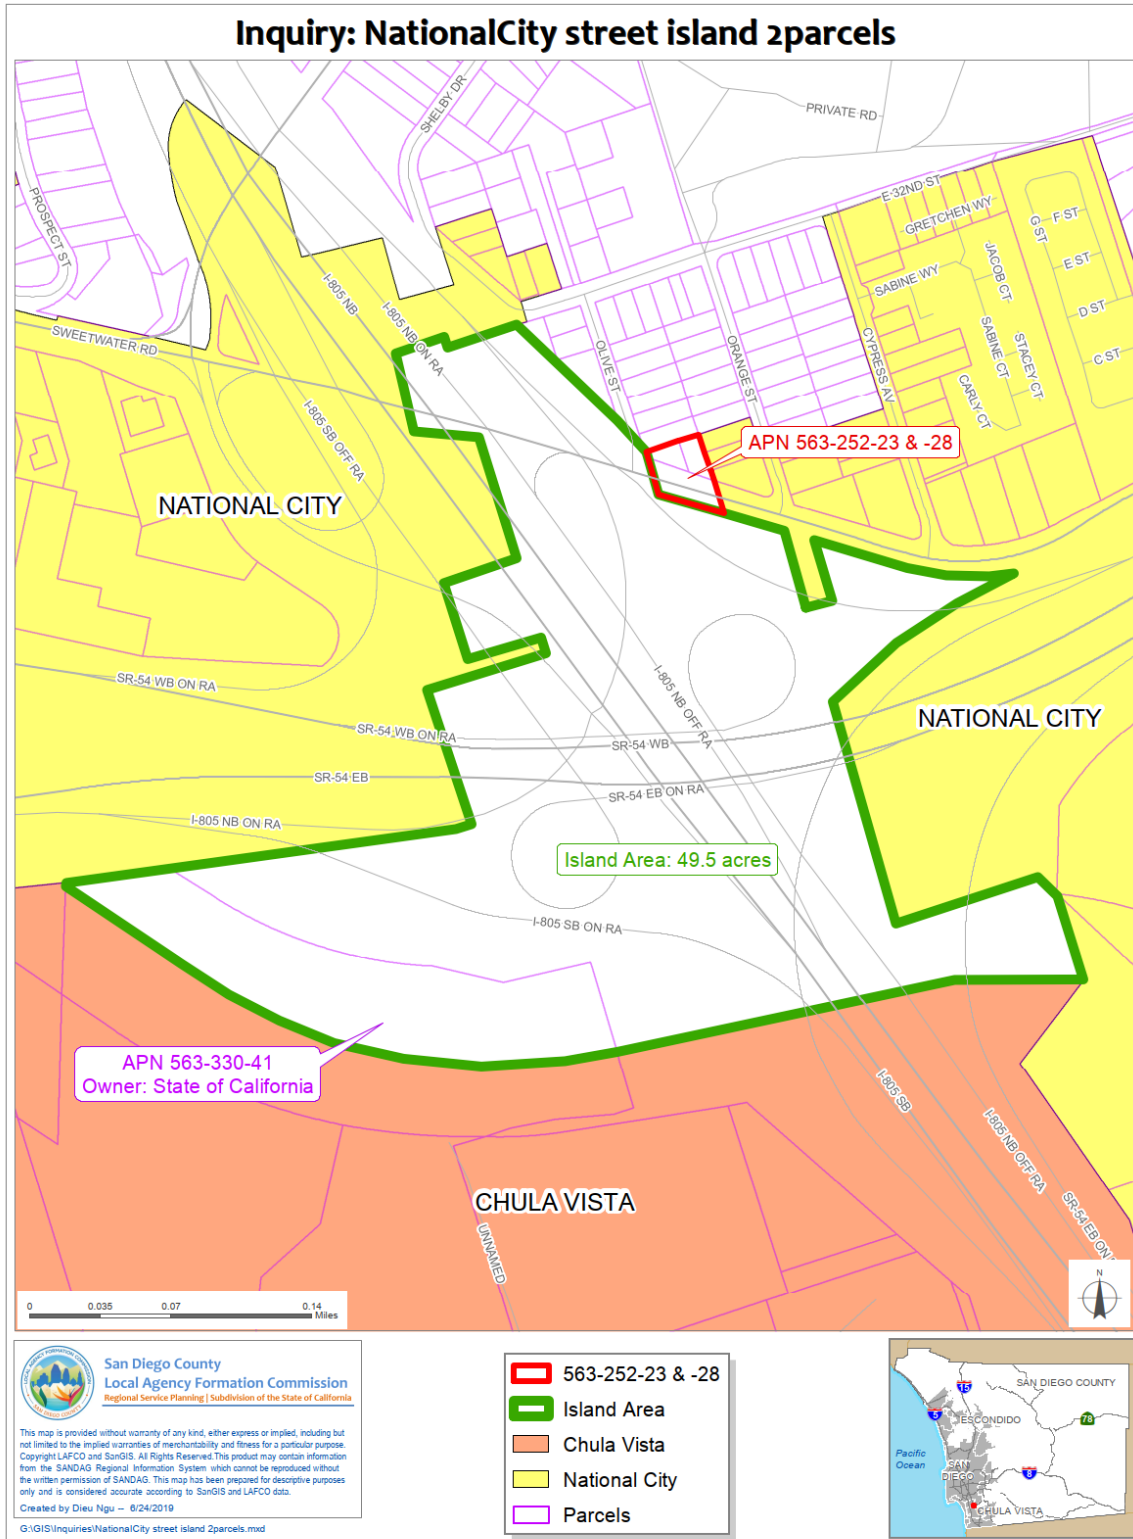 Inquiry: NationalCity street island 2parcels
SHELBY DR
PRIVATE RD
PROSPECT ST
E 32ND ST
GRETCHEN WY
G ST
F ST
E ST
D ST
C ST
JACOB CT
SABINE WY
SABINE CT
STACEY CT
CARLY CT
CYPRESS AV
ORANGE ST
OLIVE ST
I-805 NB
I-805 NB ON RA
SWEETWATER RD
I-805 SB OFF RA
APN 563-252-23 & -28
NATIONAL CITY
SR-54 WB ON RA
I-805 NB OFF RA
NATIONAL CITY
SR-54 WB ON RA
SR-54 WB
SR-54 EB
SR-54 EB ON RA
I-805 NB ON RA
Island Area: 49.5 acres
I-805 SB ON RA
APN 563-330-41
Owner: State of California
I-805 SB
I-805 NB OFF RA
SR-54 EB ON
CHULA VISTA
UNNAMED
N
0 0.035 0.07 0.14
Miles
LOCAL AGENCY FORMATION COMMISSION
SAN DIEGO COUNTY
San Diego County
Local Agency Formation Commission
Regional Service Planning | Subdivision of the State of California
This map is provided without warranty of any kind, either express or implied, including but
not limited to the implied warranties of merchantability and fitness for a particular purpose.
Copyright LAFCO and SanGIS. All Rights Reserved.This product may contain information
from the SANDAG Regional Information System which cannot be reproduced without
the written permission of SANDAG. This map has been prepared for descriptive purposes
only and is considered accurate according to SanGIS and LAFCO data.
Created by Dieu Ngu -- 6/24/2019
G:\GIS\Inquiries\NationalCity street island 2parcels.mxd
563-252-23 & -28
Island Area
Chula Vista
National City
Parcels
SAN DIEGO COUNTY
15
5
ESCONDIDO
78
Pacific
Ocean
SAN
DIEGO
8
CHULA VISTA